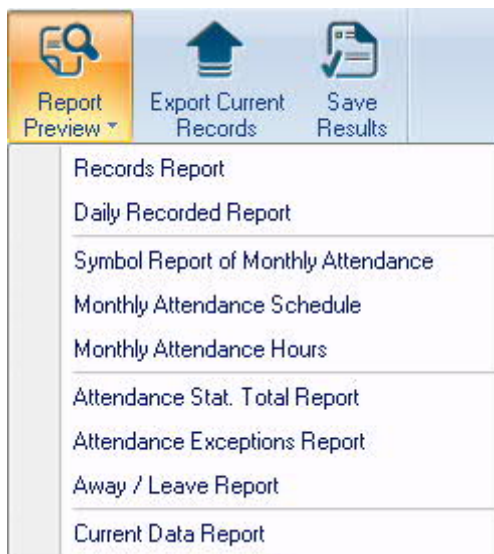 Report
Preview
Export Current
Records
Save
Results
Records Report
Daily Recorded Report
Symbol Report of Monthly Attendance
Monthly Attendance Schedule
Monthly Attendance Hours
Attendance Stat. Total Report
Attendance Exceptions Report
Away / Leave Report
Current Data Report